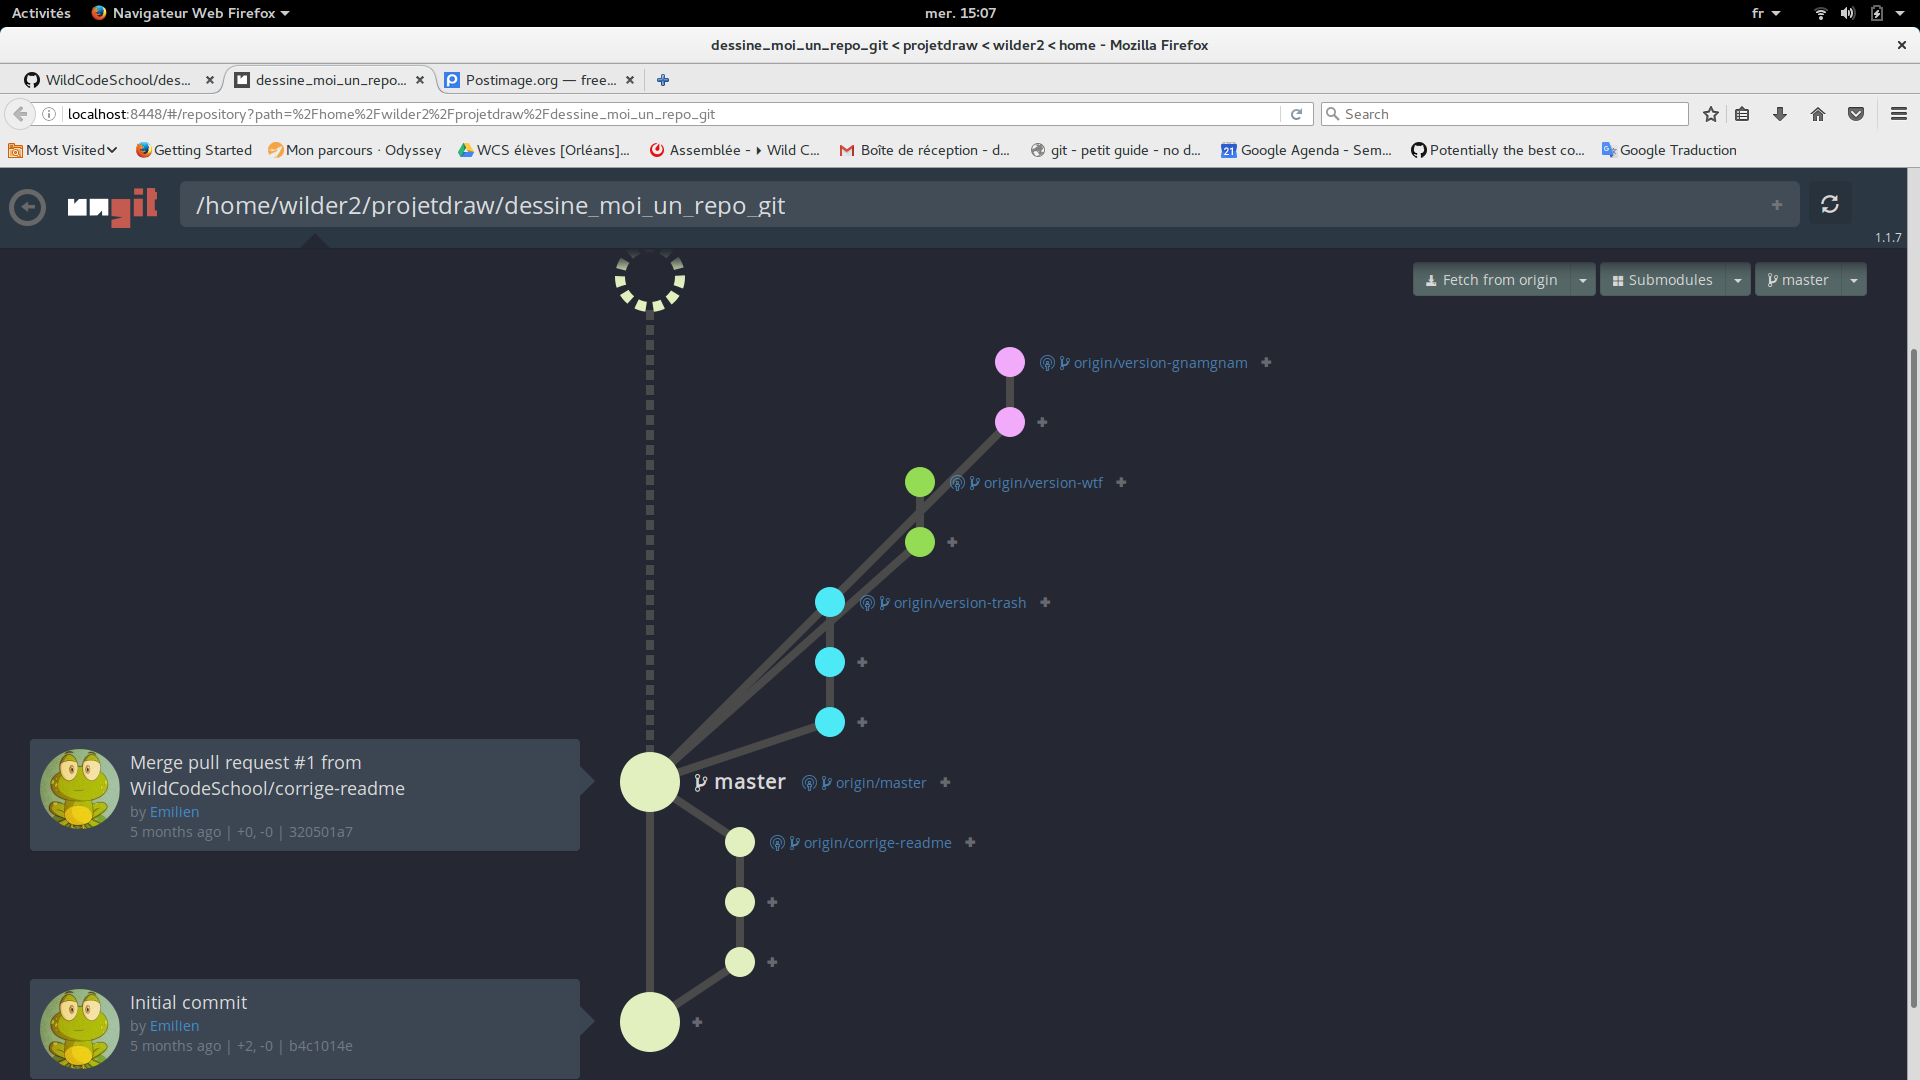 Activités Navigateur Web Firefox mer. 15:07 fr
dessine_moi_un_repo_git < projetdraw < wilder2 < home - Mozilla Firefox
WildCodeSchool/des... dessine_moi_un_repo... Postimage.org — free...
localhost:8448/#/repository?path=%2Fhome%2Fwilder2%2Fprojetdraw%2Fdessine_moi_un_repo_git Search
Most Visited Getting Started Mon parcours · Odyssey WCS élèves [Orléans]... Assemblée - Wild C... Boîte de réception - d... git - petit guide - no d... 21 Google Agenda - Sem... Potentially the best co... Google Traduction
ungit /home/wilder2/projetdraw/dessine_moi_un_repo_git
1.1.7
Fetch from origin Submodules master
origin/version-gnamgnam
origin/version-wtf
origin/version-trash
Merge pull request #1 from
WildCodeSchool/corrige-readme
by Emilien
5 months ago | +0, -0 | 320501a7
master origin/master
origin/corrige-readme
Initial commit
by Emilien
5 months ago | +2, -0 | b4c1014e